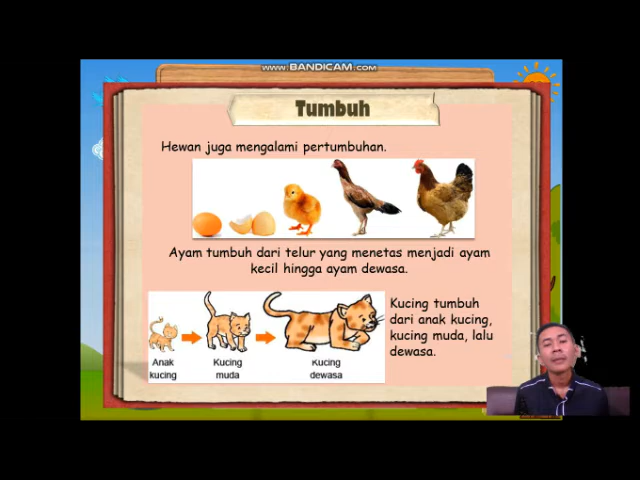 www.BANDICAM.COM
Tumbuh
Hewan juga mengalami pertumbuhan.
Ayam tumbuh dari telur yang menetas menjadi ayam
kecil hingga ayam dewasa.
Kucing tumbuh
dari anak kucing,
kucing muda, lalu
dewasa.
Anak
kucing
Kucing
muda
Kucing
dewasa